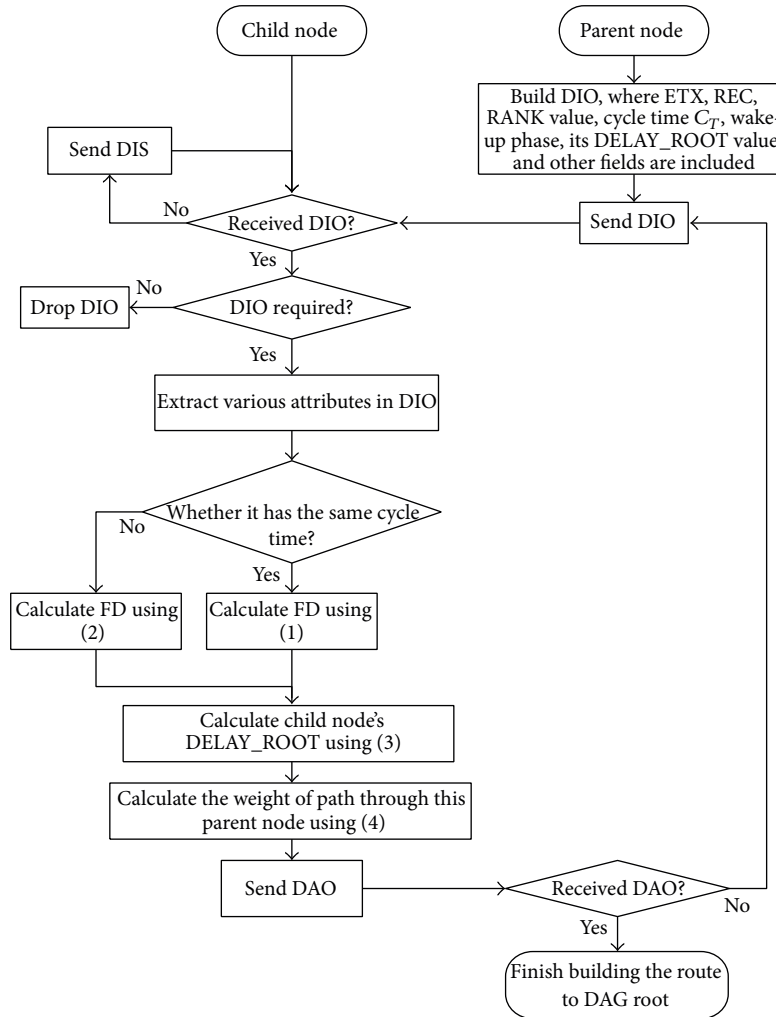 Child node
Parent node
Build DIO, where ETX, REC,
RANK value, cycle time C_T, wake-
up phase, its DELAY_ROOT value
and other fields are included
Send DIS
No
Received DIO?
Send DIO
Yes
Drop DIO
No
DIO required?
Yes
Extract various attributes in DIO
Whether it has the same cycle
time?
No
Yes
Calculate FD using
(2)
Calculate FD using
(1)
Calculate child node's
DELAY_ROOT using (3)
Calculate the weight of path through this
parent node using (4)
Send DAO
Received DAO?
No
Yes
Finish building the route
to DAG root